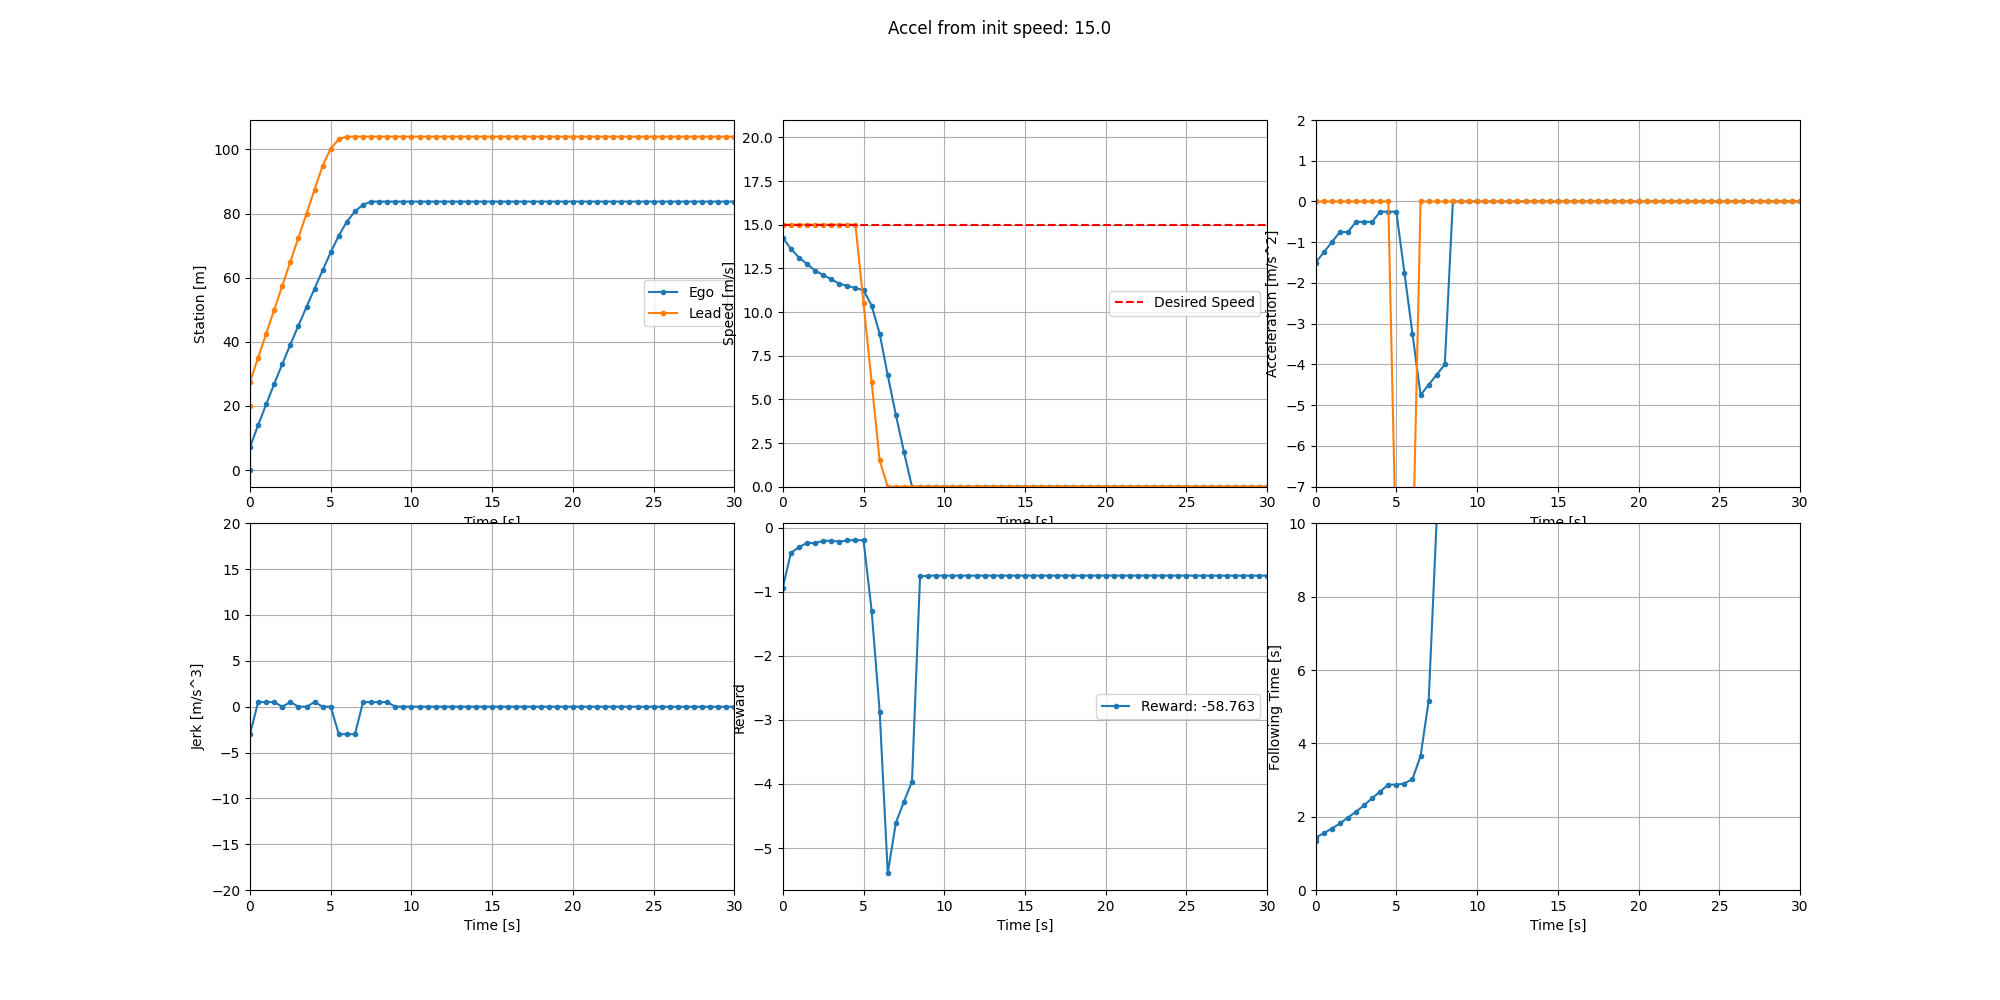 Accel from init speed: 15.0
Station [m]
100
80
60
40
20
0
0 5 10 15 20 25 30
Time [s]
Ego
Lead
Speed [m/s]
20.0
17.5
15.0
12.5
10.0
7.5
5.0
2.5
0.0
0 5 10 15 20 25 30
Time [s]
Desired Speed
Acceleration [m/s^2]
2
1
0
−1
−2
−3
−4
−5
−6
−7
0 5 10 15 20 25 30
Time [s]
Jerk [m/s^3]
20
15
10
5
0
−5
−10
−15
−20
0 5 10 15 20 25 30
Time [s]
Reward
0
−1
−2
−3
−4
−5
0 5 10 15 20 25 30
Time [s]
Reward: -58.763
Following Time [s]
10
8
6
4
2
0
0 5 10 15 20 25 30
Time [s]